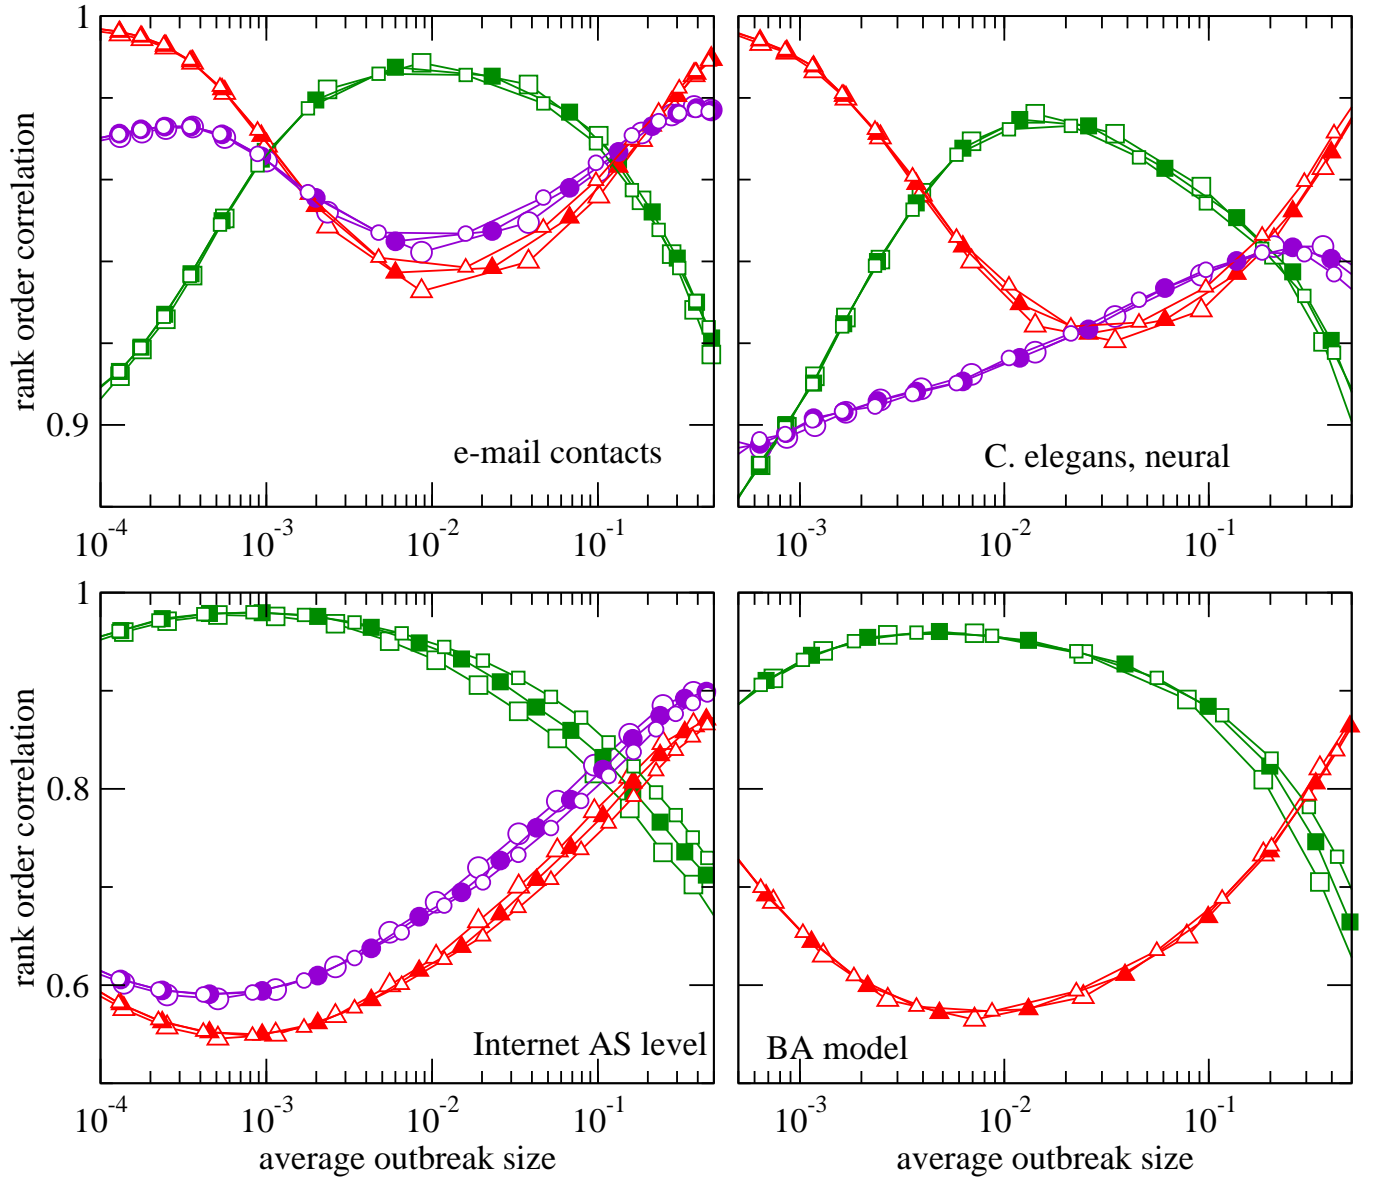 1
rank order correlation
0.9
e-mail contacts
C. elegans, neural
10^-4 10^-3 10^-2 10^-1
10^-3 10^-2 10^-1
1
rank order correlation
0.8
0.6
Internet AS level
BA model
10^-4 10^-3 10^-2 10^-1
10^-3 10^-2 10^-1
average outbreak size
average outbreak size